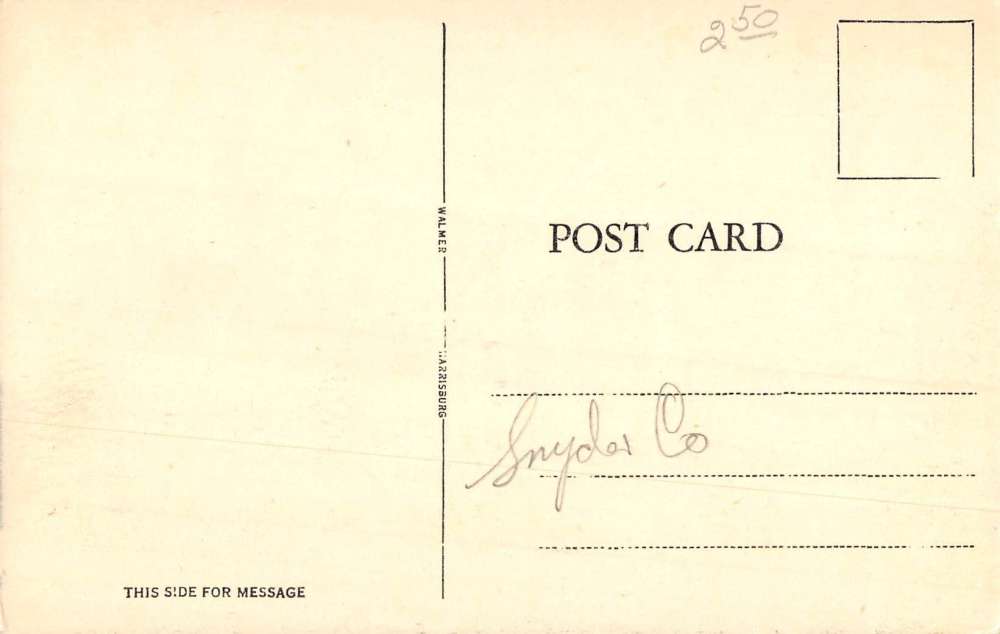 2 50
POST CARD
WALMER
HARRISBURG
Snyder Co
THIS SIDE FOR MESSAGE